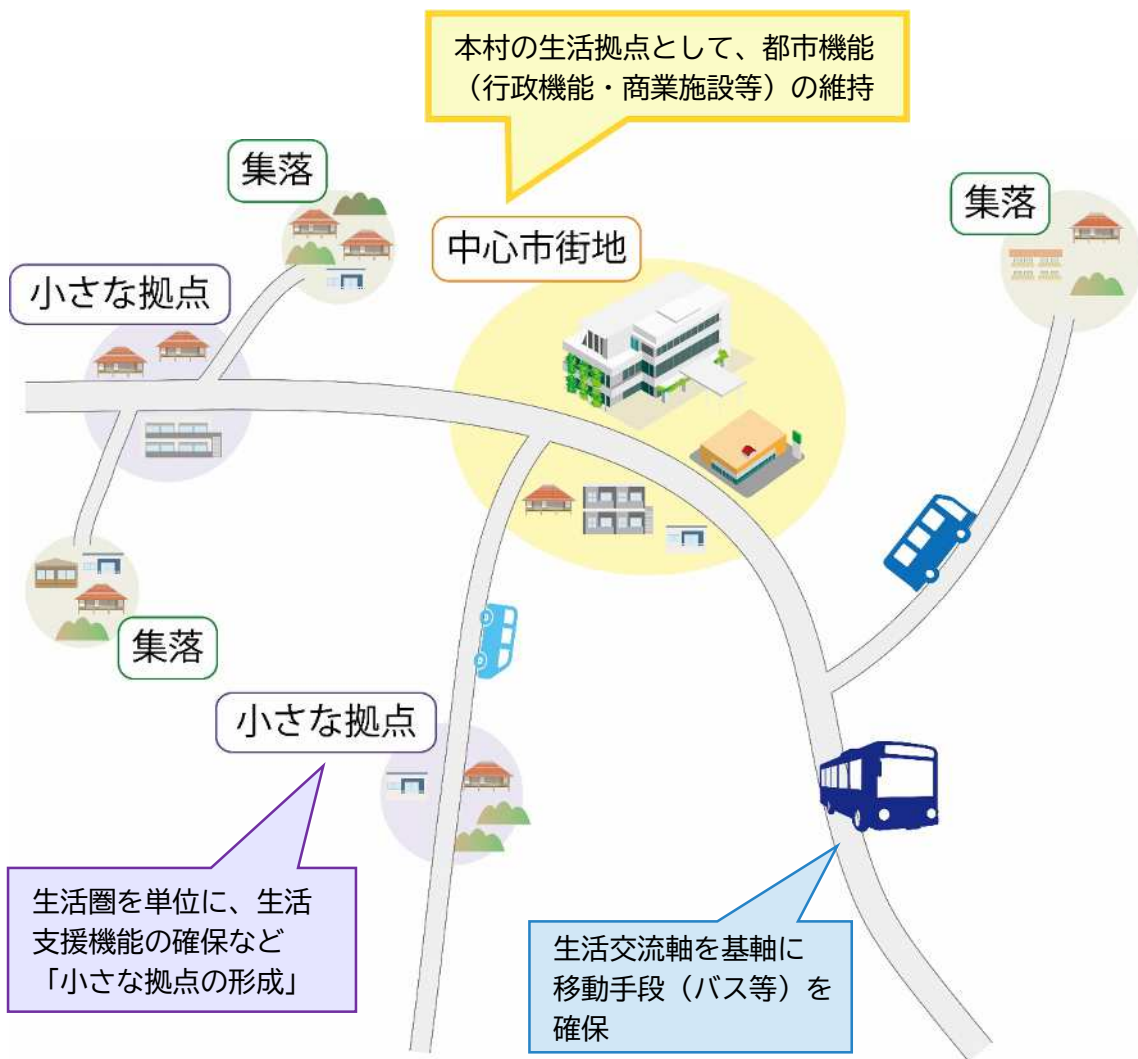 本村の生活拠点として、都市機能
（行政機能・商業施設等）の維持
集落
集落
中心市街地
小さな拠点
集落
小さな拠点
生活圏を単位に、生活
支援機能の確保など
「小さな拠点の形成」
生活交流軸を基軸に
移動手段（バス等）を
確保